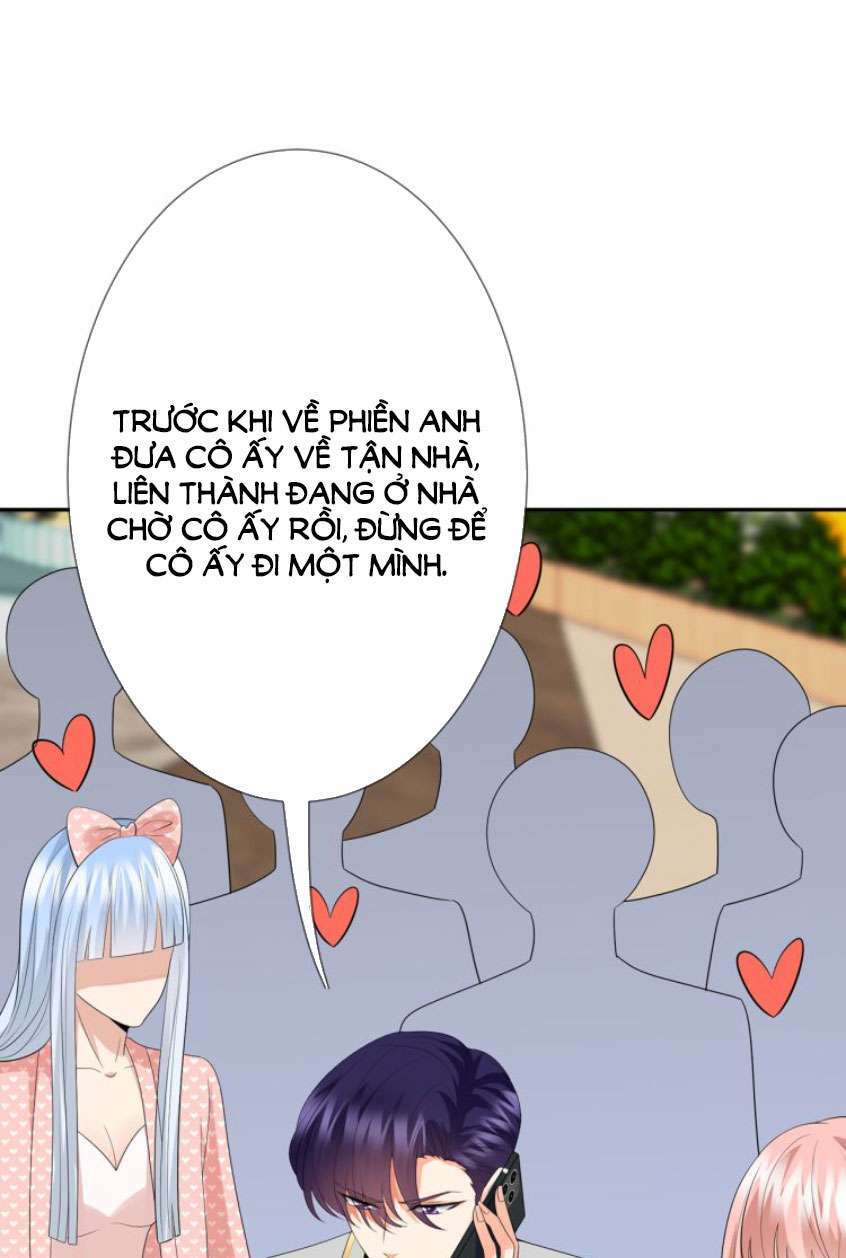 TRƯỚC KHI VỀ PHIỀN ANH
ĐƯA CÔ ẤY VỀ TẬN NHÀ,
LIÊN THÀNH ĐANG Ở NHÀ
CHỜ CÔ ẤY RỒI, ĐỪNG ĐỂ
CÔ ẤY ĐI MỘT MÌNH.